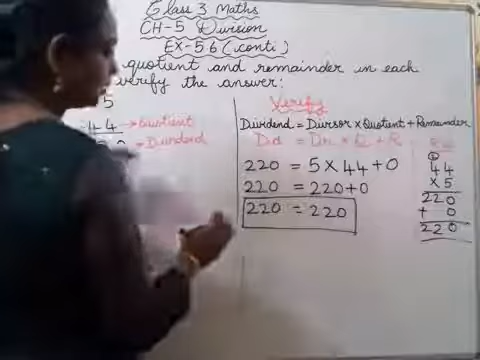 Class 3 Maths
CH-5 Division
EX-5.6 (conti)
quotient and remainder in each
verify the answer:
5
44 → Quotient
→ Dividend
Verify
Dividend = Divisor × Quotient + Remainder
Dd = Dr × Q + R
220 = 5 × 44 + 0
220 = 220 + 0
220 = 220
44
×5
220
+ 0
220